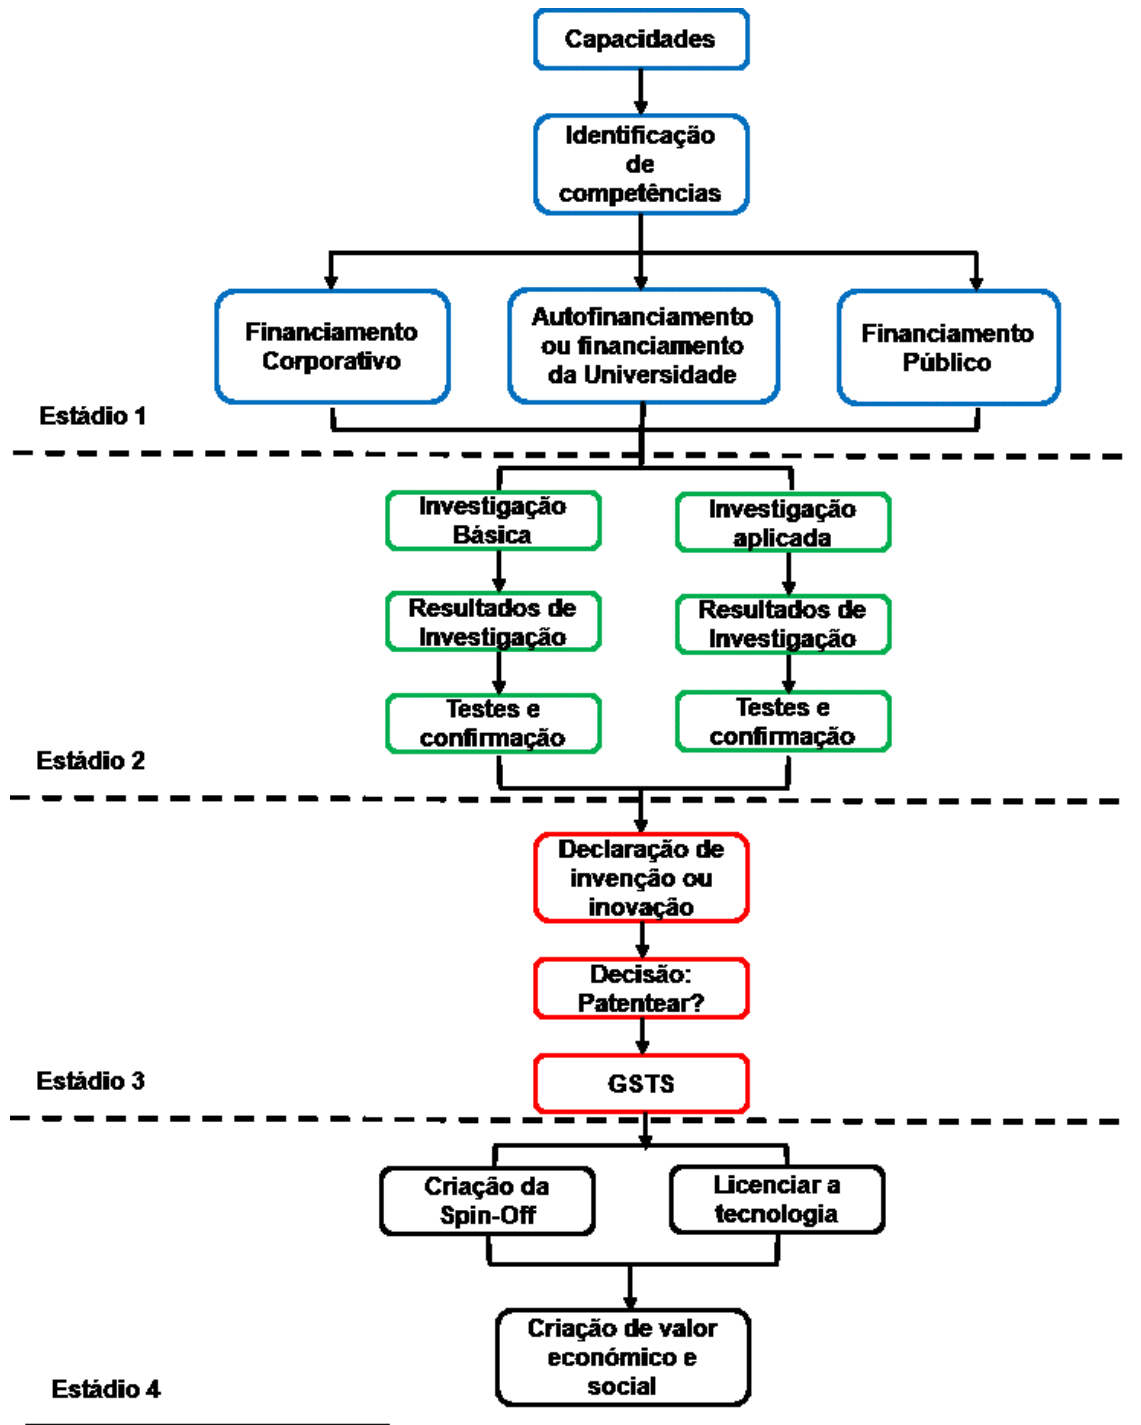 Capacidades
Identificação
de
competências
Financiamento
Corporativo
Autofinanciamento
ou financiamento
da Universidade
Financiamento
Público
Estádio 1
Investigação
Básica
Investigação
aplicada
Resultados de
Investigação
Resultados de
Investigação
Testes e
confirmação
Testes e
confirmação
Estádio 2
Declaração de
invenção ou
inovação
Decisão:
Patentear?
GSTS
Estádio 3
Criação da
Spin-Off
Licenciar a
tecnologia
Criação de valor
económico e
social
Estádio 4